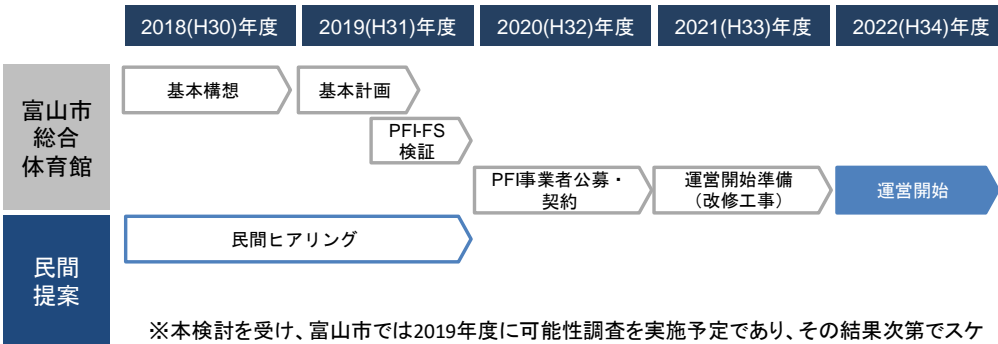 2018(H30)年度 2019(H31)年度 2020(H32)年度 2021(H33)年度 2022(H34)年度
富山市
総合
体育館
基本構想
基本計画
PFI-FS
検証
PFI事業者公募・
契約
運営開始準備
(改修工事)
運営開始
民間
提案
民間ヒアリング
※本検討を受け、富山市では2019年度に可能性調査を実施予定であり、その結果次第でスケ